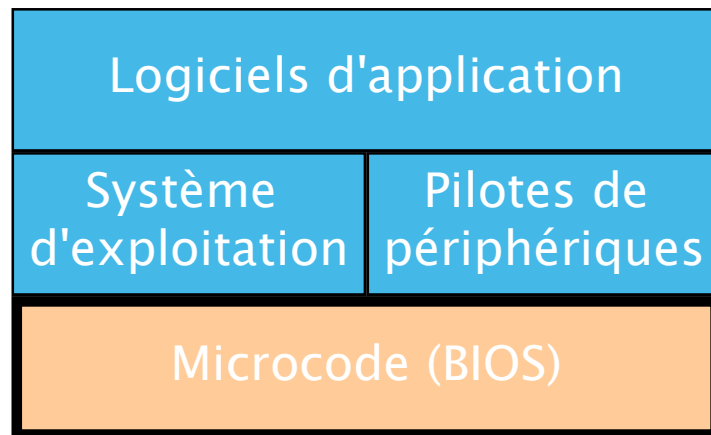 Logiciels d'application
Système
d'exploitation
Pilotes de
périphériques
Microcode (BIOS)